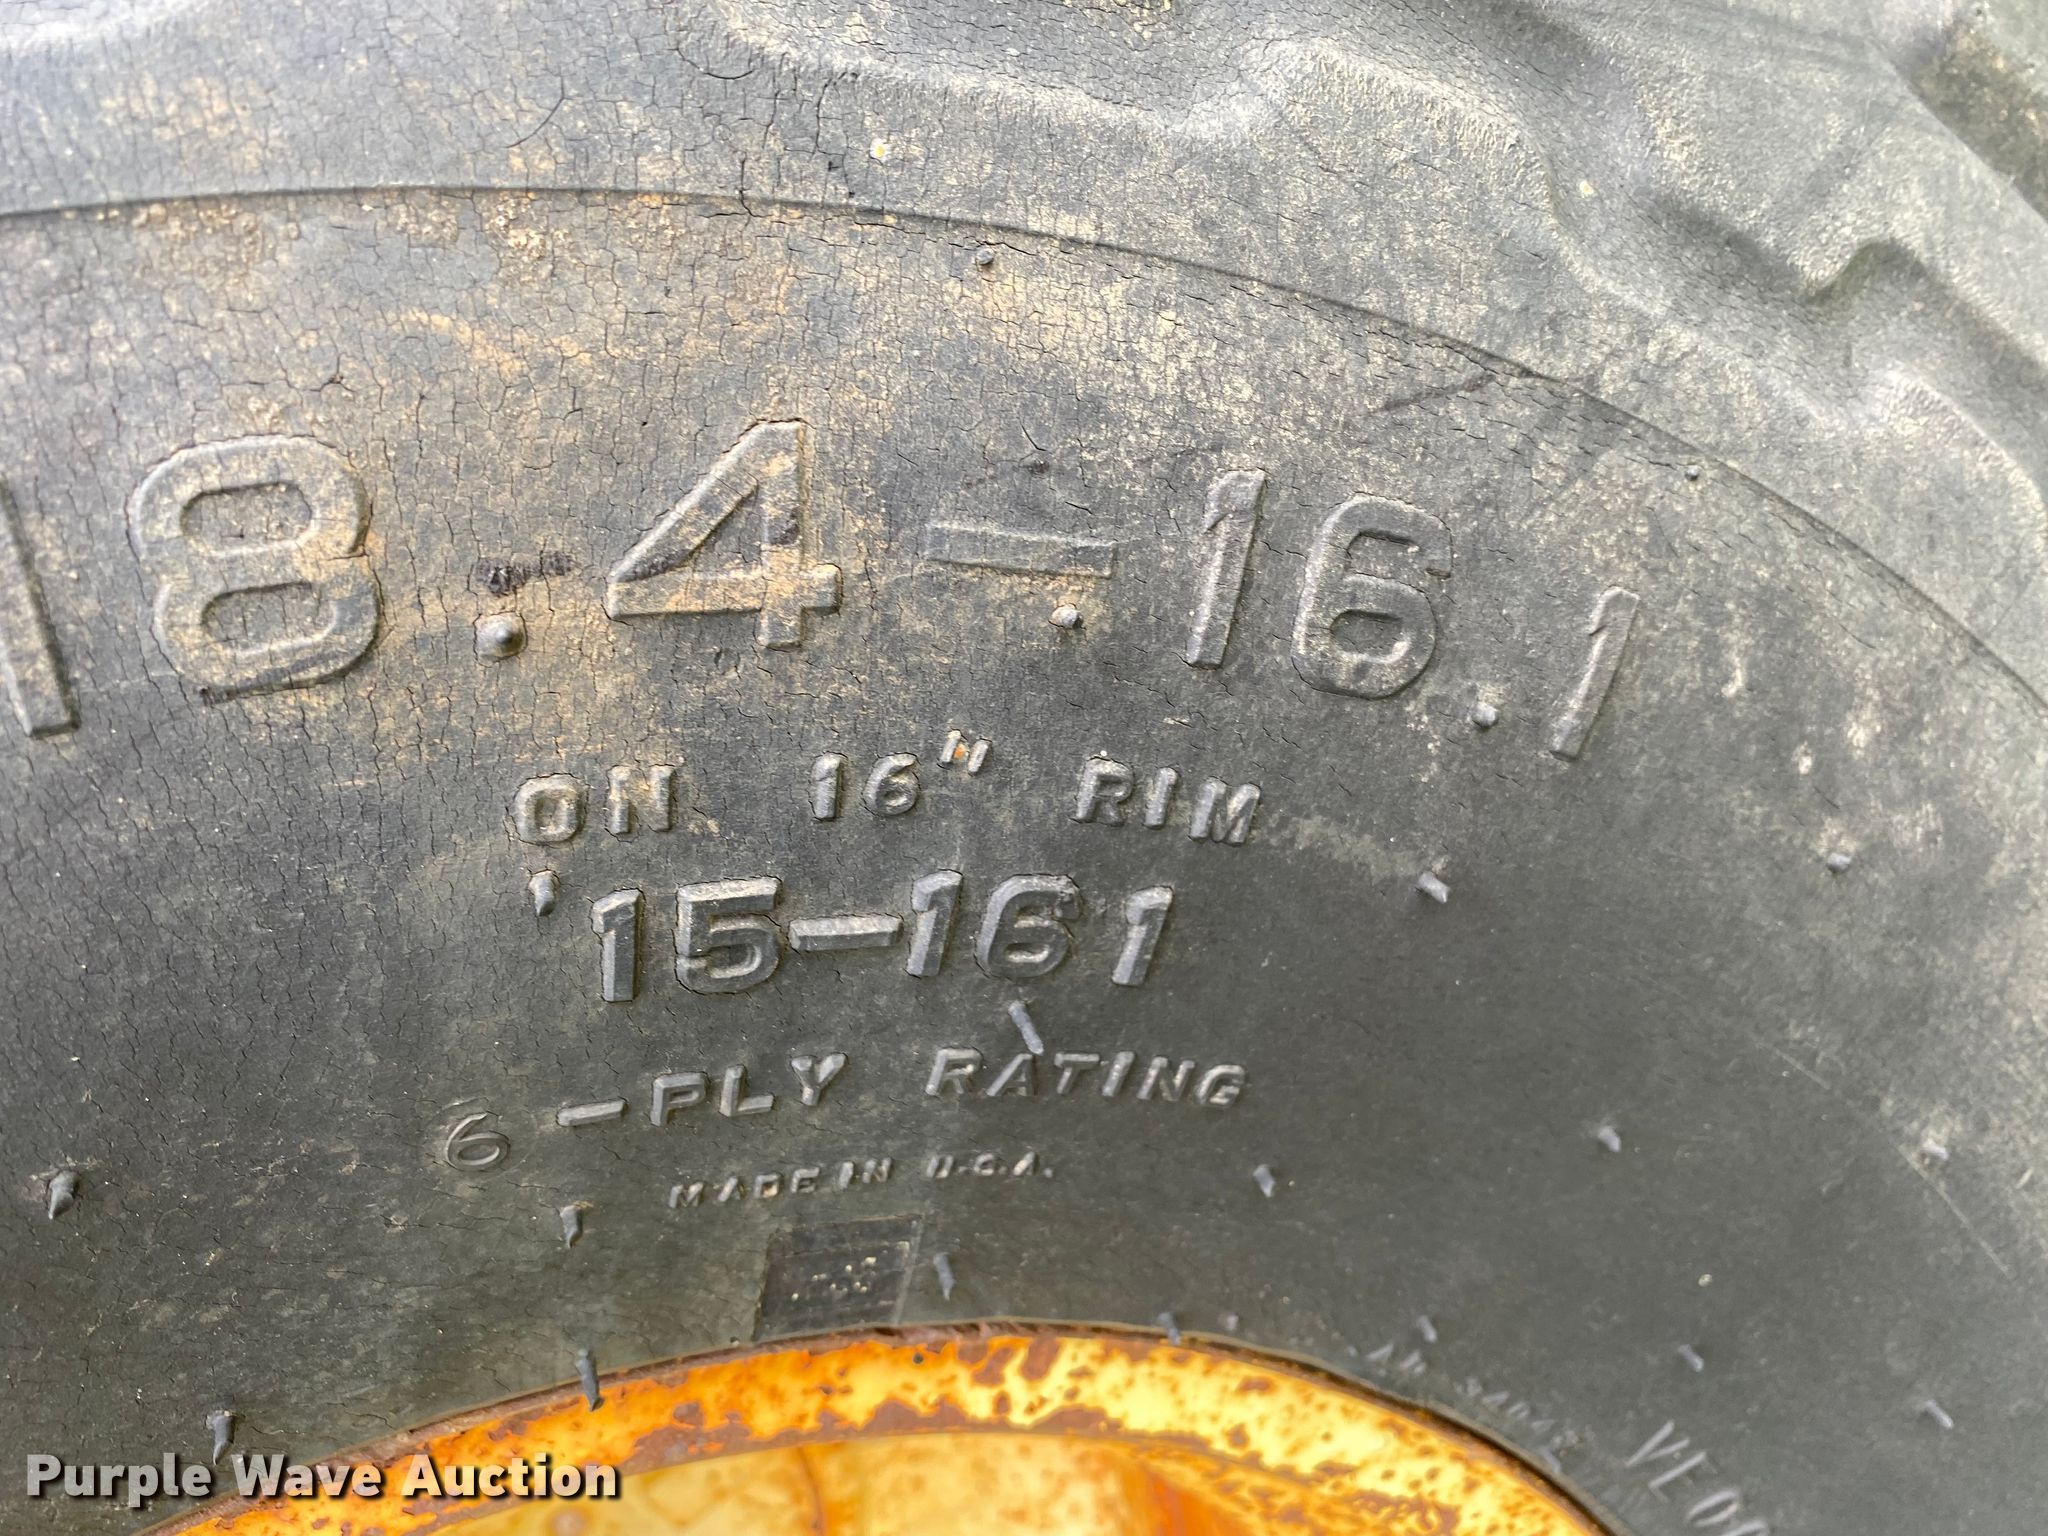 18.4-16.1
ON 16" RIM
15-161
6-PLY RATING
MADE IN U.S.A.
Purple Wave Auction